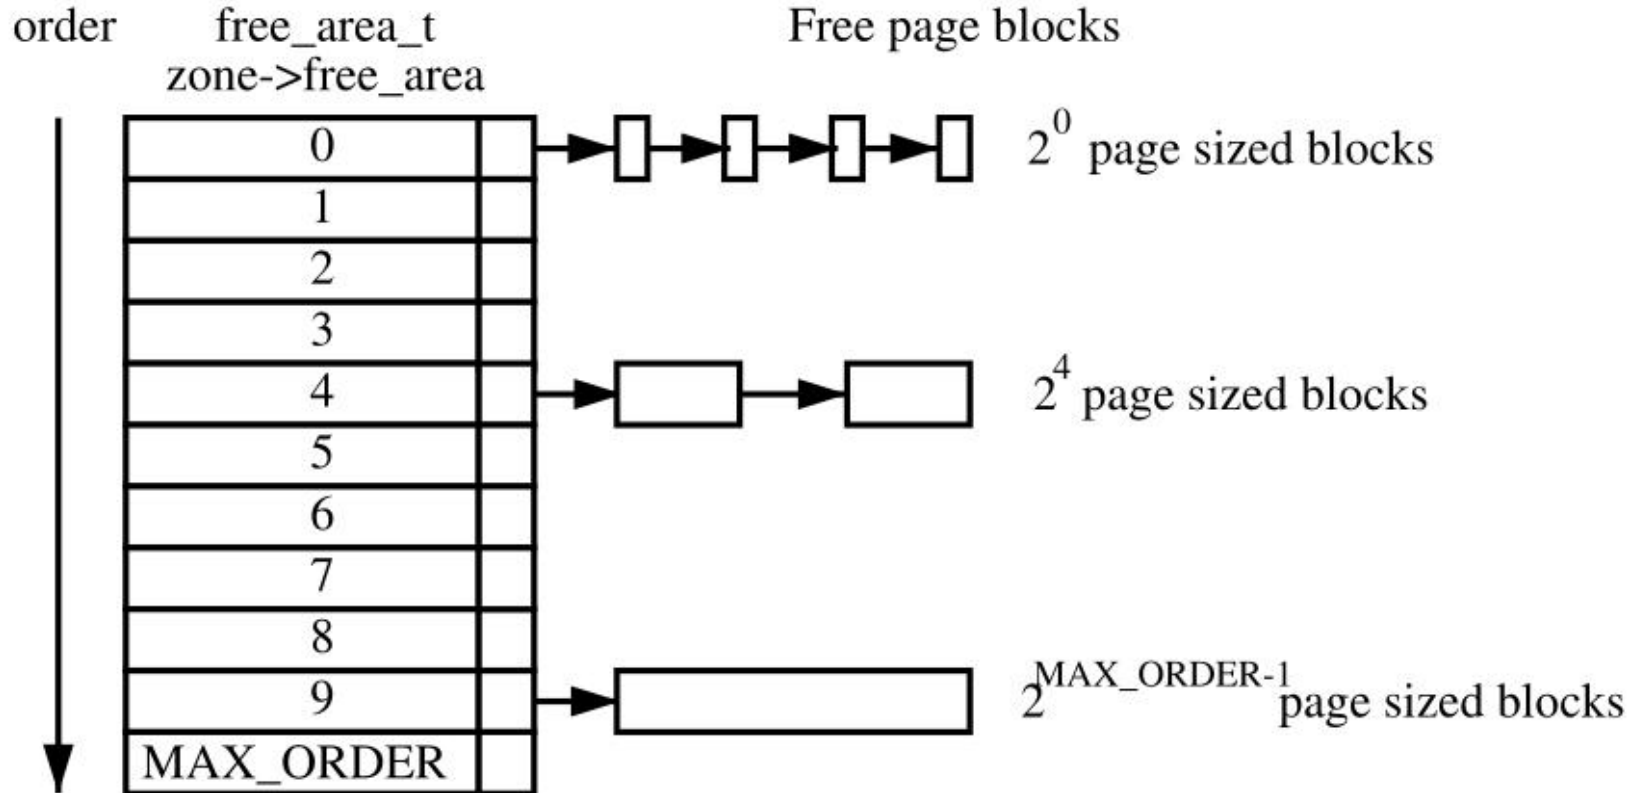 order free_area_t Free page blocks
zone->free_area
0 2^0 page sized blocks
1
2
3
4 2^4 page sized blocks
5
6
7
8
9 2^MAX_ORDER-1 page sized blocks
MAX_ORDER